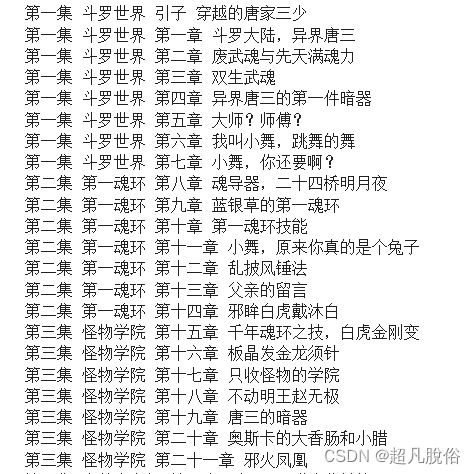 第一集 斗罗世界 引子 穿越的唐家三少
第一集 斗罗世界 第一章 斗罗大陆，异界唐三
第一集 斗罗世界 第二章 废武魂与先天满魂力
第一集 斗罗世界 第三章 双生武魂
第一集 斗罗世界 第四章 异界唐三的第一件暗器
第一集 斗罗世界 第五章 大师？师傅？
第一集 斗罗世界 第六章 我叫小舞，跳舞的舞
第一集 斗罗世界 第七章 小舞，你还要啊？
第二集 第一魂环 第八章 魂导器，二十四桥明月夜
第二集 第一魂环 第九章 蓝银草的第一魂环
第二集 第一魂环 第十章 第一魂环技能
第二集 第一魂环 第十一章 小舞，原来你真的是个兔子
第二集 第一魂环 第十二章 乱披风锤法
第二集 第一魂环 第十三章 父亲的留言
第二集 第一魂环 第十四章 邪眸白虎戴沐白
第三集 怪物学院 第十五章 千年魂环之技，白虎金刚变
第三集 怪物学院 第十六章 板晶发金龙须针
第三集 怪物学院 第十七章 只收怪物的学院
第三集 怪物学院 第十八章 不动明王赵无极
第三集 怪物学院 第十九章 唐三的暗器
第三集 怪物学院 第二十章 奥斯卡的大香肠和小腊
第三集 怪物学院 第二十一章 邪火凤凰
CSDN @超凡脱俗